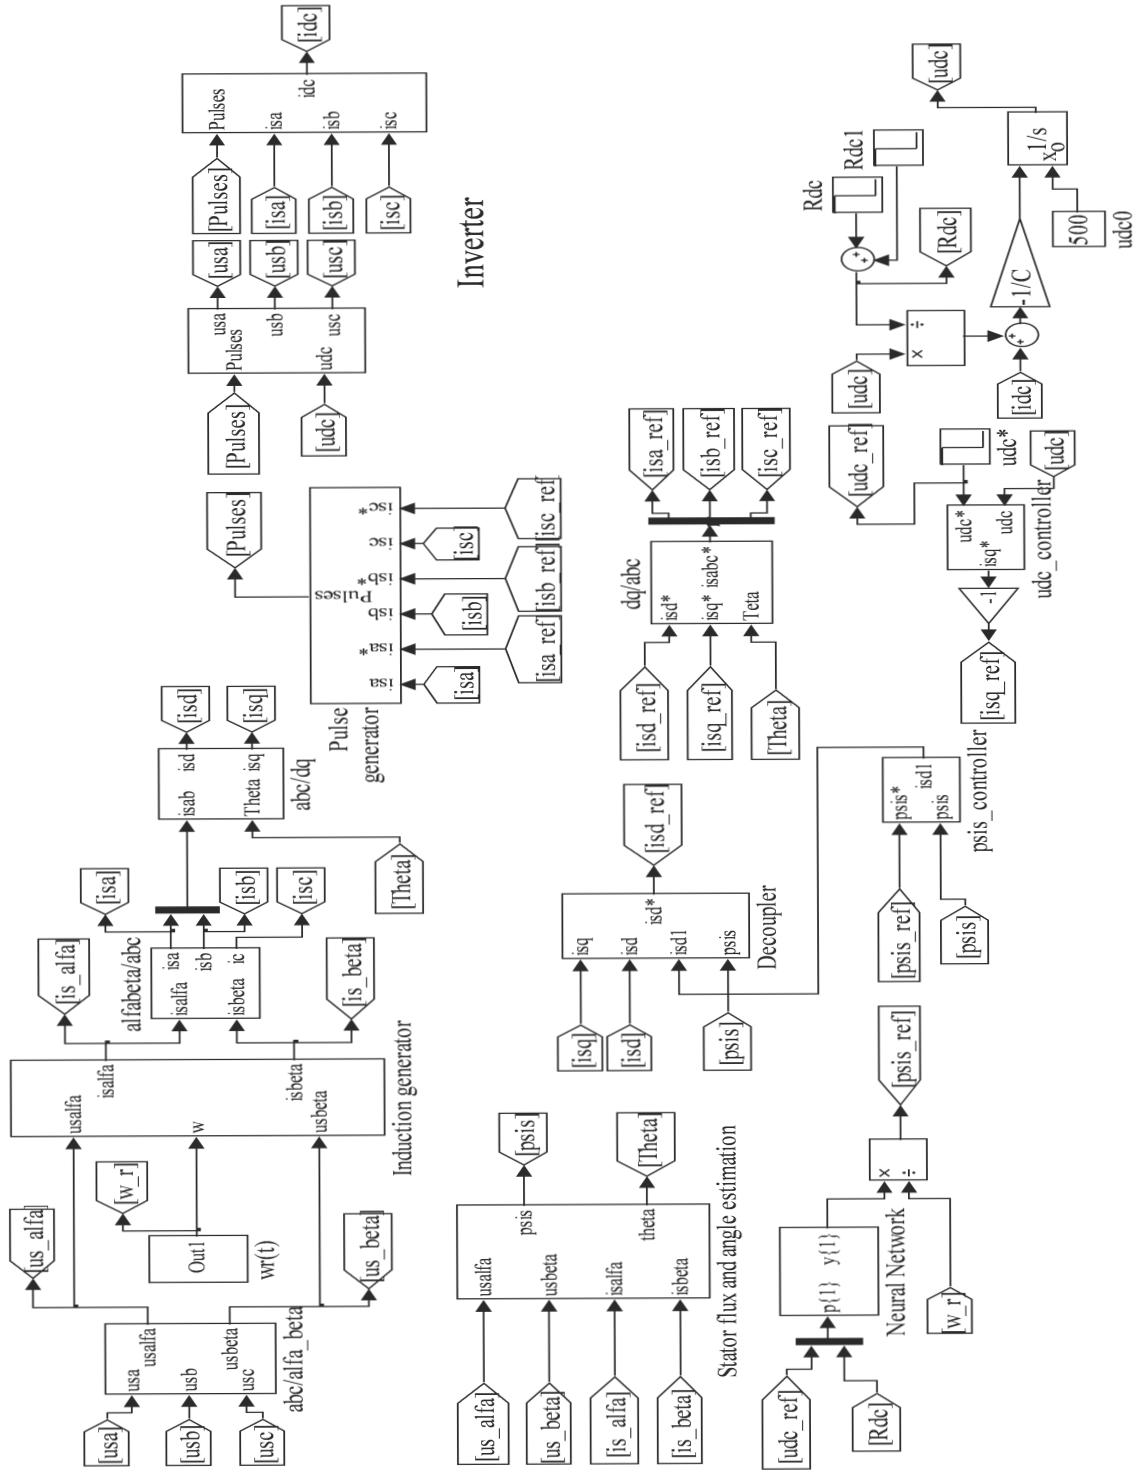 [usa]
[usb]
[usc]
usa
usalfa
usb
usbeta
usc
abc/alfa_beta
[us_alfa]
[w_r]
Out1
wr(t)
[us_beta]
usalfa
isalfa
w
isbeta
usbeta
Induction generator
[is_alfa]
[is_beta]
alfabeta/abc
isalfa
isa
isb
isbeta
ic
[isa]
[isb]
[isc]
[Theta]
isab
isd
Theta
isq
abc/dq
[isd]
[isq]
Pulse
generator
isa
isa*
isb
Pulses
isb*
isc
isc*
[isa]
[isa_ref]
[isb]
[isb_ref]
[isc]
[isc_ref]
[Pulses]
[Pulses]
[udc]
Pulses
usa
usb
udc
usc
[usa]
[usb]
[usc]
[Pulses]
[isa]
[isb]
[isc]
Pulses
isa
idc
isb
isc
[idc]
Inverter
[us_alfa]
[us_beta]
[is_alfa]
[is_beta]
usalfa
usbeta
isalfa
isbeta
psis
theta
Stator flux and angle estimation
[psis]
[Theta]
[isq]
[isd]
[psis]
isq
isd
isd*
isd1
psis
Decoupler
[isd_ref]
[isd_ref]
[isq_ref]
[Theta]
dq/abc
isd*
isq*
isabc*
Teta
[isa_ref]
[isb_ref]
[isc_ref]
[udc_ref]
[Rdc]
p{1}
y{1}
Neural Network
[w_r]
x
÷
[psis_ref]
[psis_ref]
[psis]
psis*
isd1
psis
psis_controller
[isq_ref]
-1
udc*
isq*
udc
udc_controller
[udc_ref]
udc*
[udc]
[udc]
[idc]
x
÷
+
+
+
+
Rdc
Rdc1
[Rdc]
-1/C
500
udc0
1/s
xo
[udc]